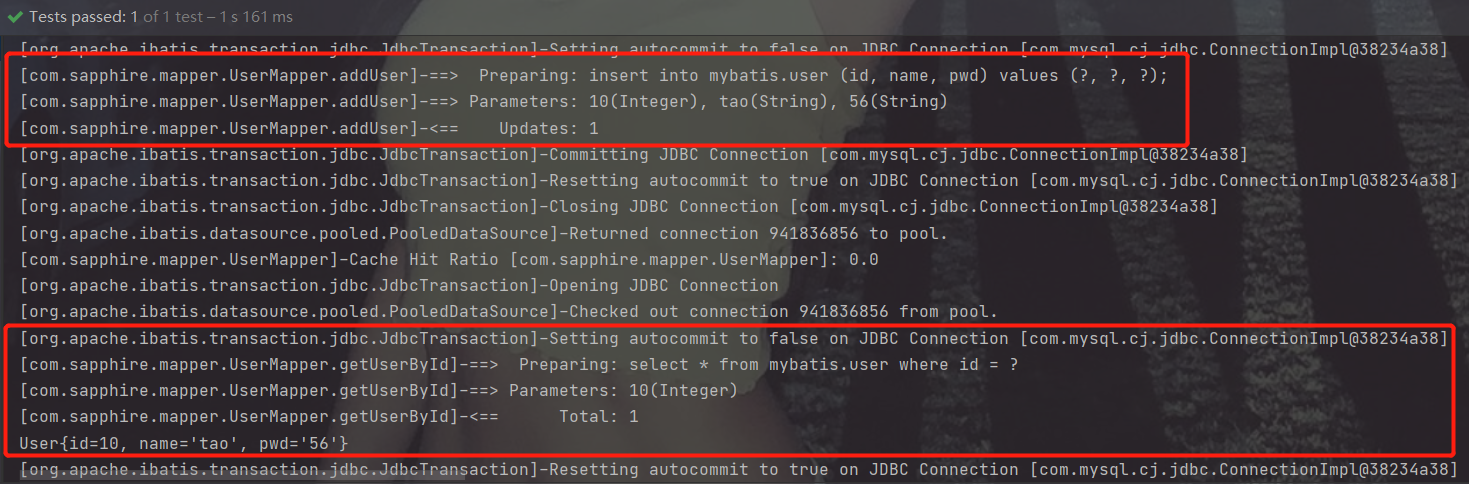 Tests passed: 1 of 1 test – 1 s 161 ms
[org.apache.ibatis.transaction.jdbc.JdbcTransaction]-Setting autocommit to false on JDBC Connection [com.mysql.cj.jdbc.ConnectionImpl@38234a38]
[com.sapphire.mapper.UserMapper.addUser]-==>  Preparing: insert into mybatis.user (id, name, pwd) values (?, ?, ?);
[com.sapphire.mapper.UserMapper.addUser]-==> Parameters: 10(Integer), tao(String), 56(String)
[com.sapphire.mapper.UserMapper.addUser]-<==    Updates: 1
[org.apache.ibatis.transaction.jdbc.JdbcTransaction]-Committing JDBC Connection [com.mysql.cj.jdbc.ConnectionImpl@38234a38]
[org.apache.ibatis.transaction.jdbc.JdbcTransaction]-Resetting autocommit to true on JDBC Connection [com.mysql.cj.jdbc.ConnectionImpl@38234a38]
[org.apache.ibatis.transaction.jdbc.JdbcTransaction]-Closing JDBC Connection [com.mysql.cj.jdbc.ConnectionImpl@38234a38]
[org.apache.ibatis.datasource.pooled.PooledDataSource]-Returned connection 941836856 to pool.
[com.sapphire.mapper.UserMapper]-Cache Hit Ratio [com.sapphire.mapper.UserMapper]: 0.0
[org.apache.ibatis.transaction.jdbc.JdbcTransaction]-Opening JDBC Connection
[org.apache.ibatis.datasource.pooled.PooledDataSource]-Checked out connection 941836856 from pool.
[org.apache.ibatis.transaction.jdbc.JdbcTransaction]-Setting autocommit to false on JDBC Connection [com.mysql.cj.jdbc.ConnectionImpl@38234a38]
[com.sapphire.mapper.UserMapper.getUserById]-==>  Preparing: select * from mybatis.user where id = ?
[com.sapphire.mapper.UserMapper.getUserById]-==> Parameters: 10(Integer)
[com.sapphire.mapper.UserMapper.getUserById]-<==      Total: 1
User{id=10, name='tao', pwd='56'}
[org.apache.ibatis.transaction.jdbc.JdbcTransaction]-Resetting autocommit to true on JDBC Connection [com.mysql.cj.jdbc.ConnectionImpl@38234a38]